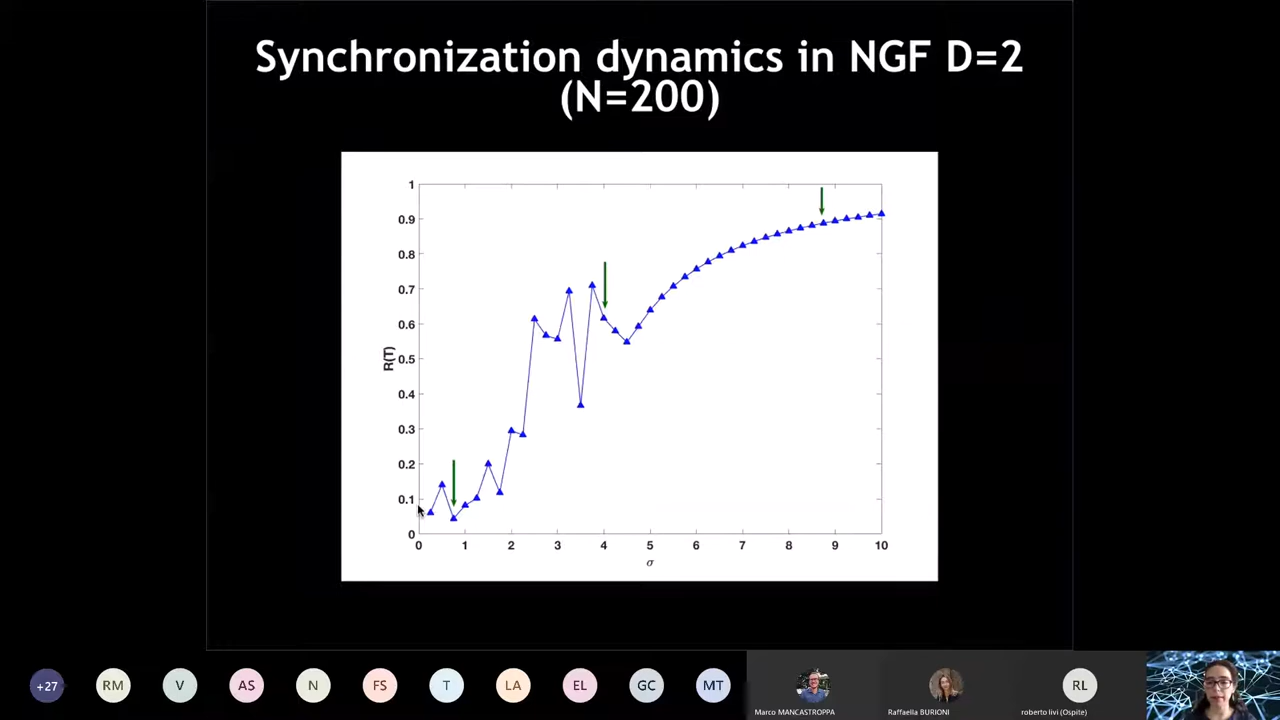 Synchronization dynamics in NGF D=2
(N=200)
1
0.9
0.8
0.7
0.6
0.5
0.4
0.3
0.2
0.1
0
R(T)
0 1 2 3 4 5 6 7 8 9 10
σ
+27 RM V AS N FS T LA EL GC MT RL
Marco MANCASTROPPA Raffaella BURIONI roberto livi (Ospite)